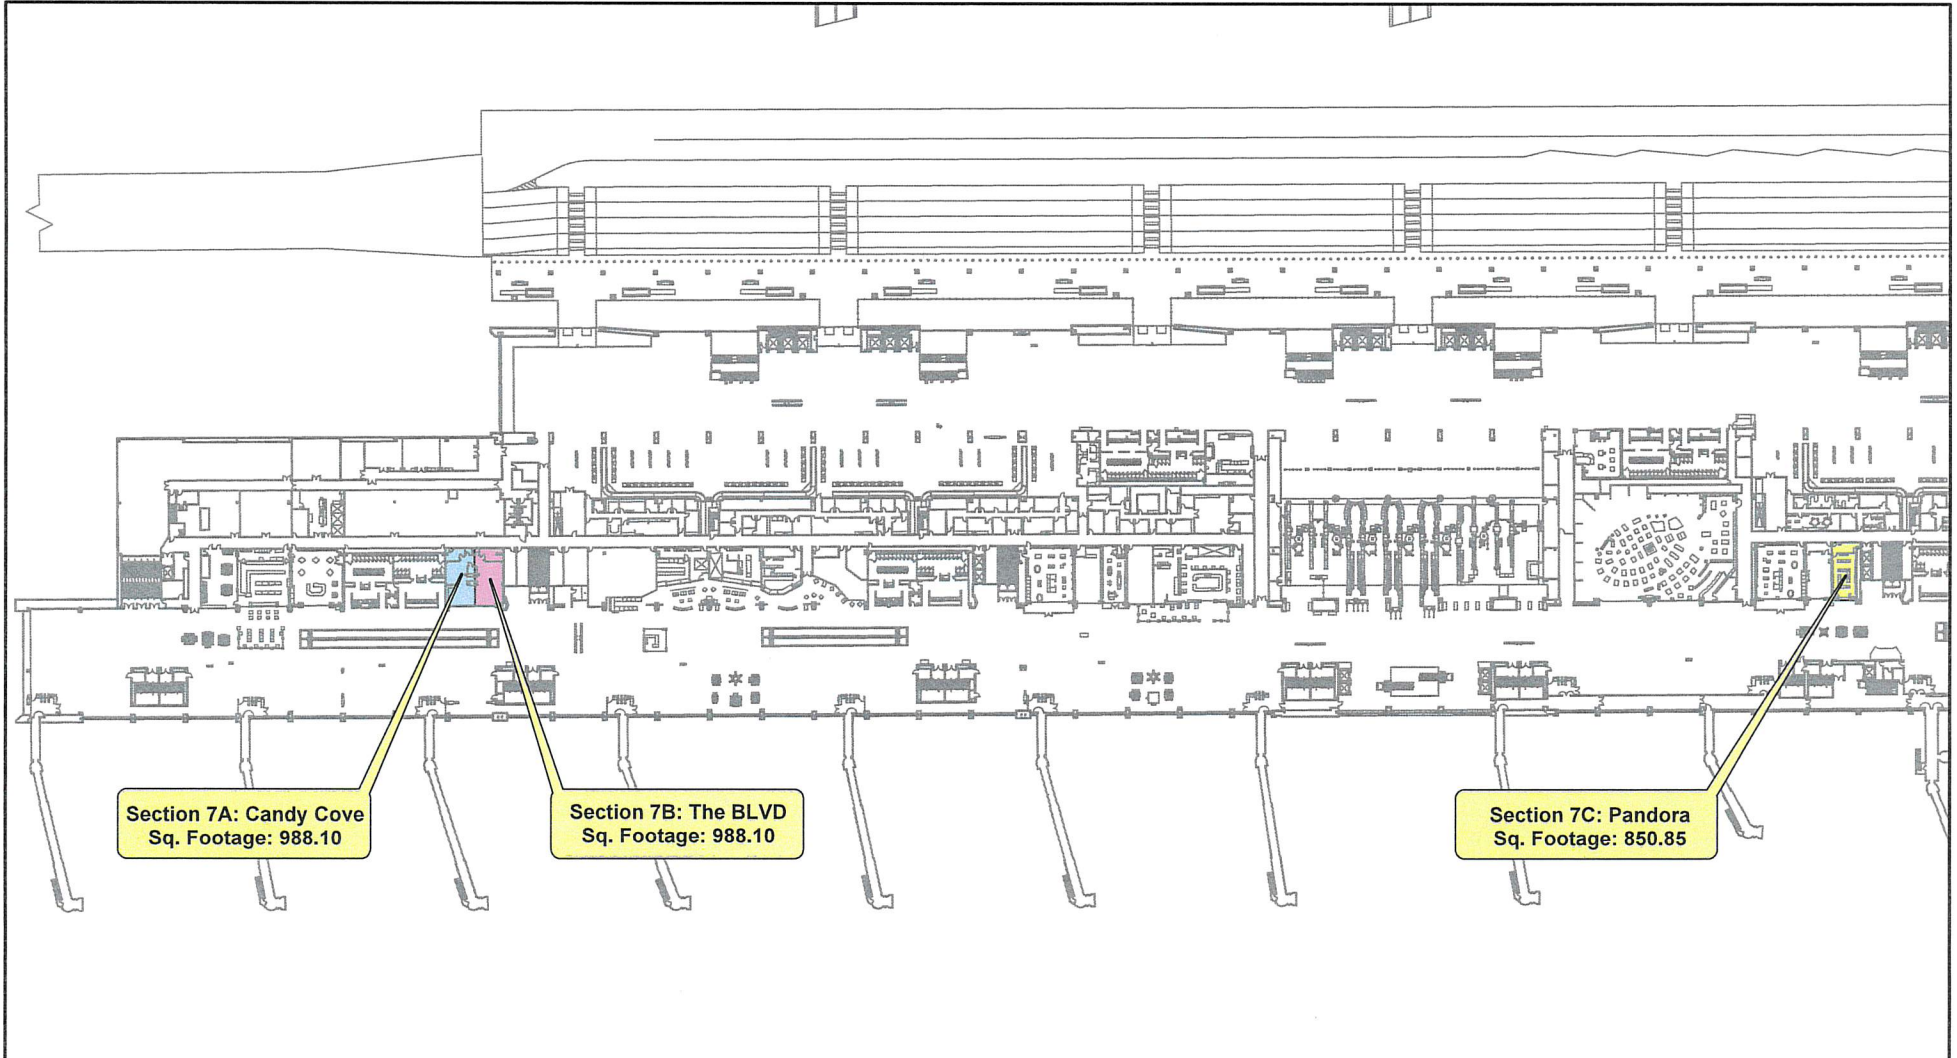 Section 7A: Candy Cove
Sq. Footage: 988.10
Section 7B: The BLVD
Sq. Footage: 988.10
Section 7C: Pandora
Sq. Footage: 850.85